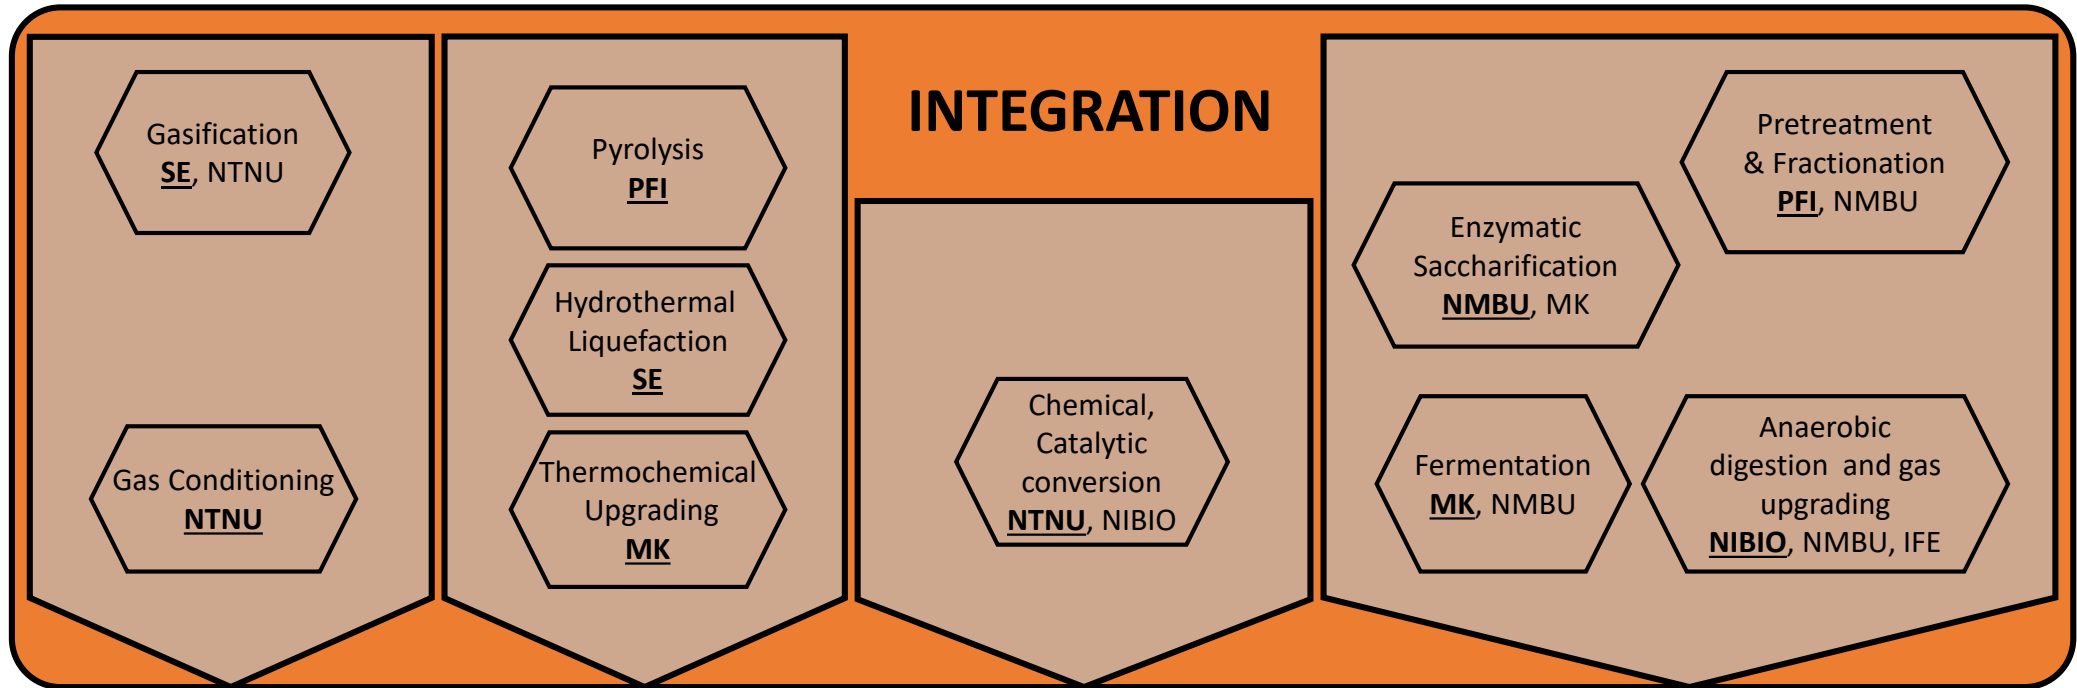 INTEGRATION
Gasification
SE, NTNU
Gas Conditioning
NTNU
Pyrolysis
PFI
Hydrothermal
Liquefaction
SE
Thermochemical
Upgrading
MK
Chemical,
Catalytic
conversion
NTNU, NIBIO
Pretreatment
& Fractionation
PFI, NMBU
Enzymatic
Saccharification
NMBU, MK
Fermentation
MK, NMBU
Anaerobic
digestion  and gas
upgrading
NIBIO, NMBU, IFE